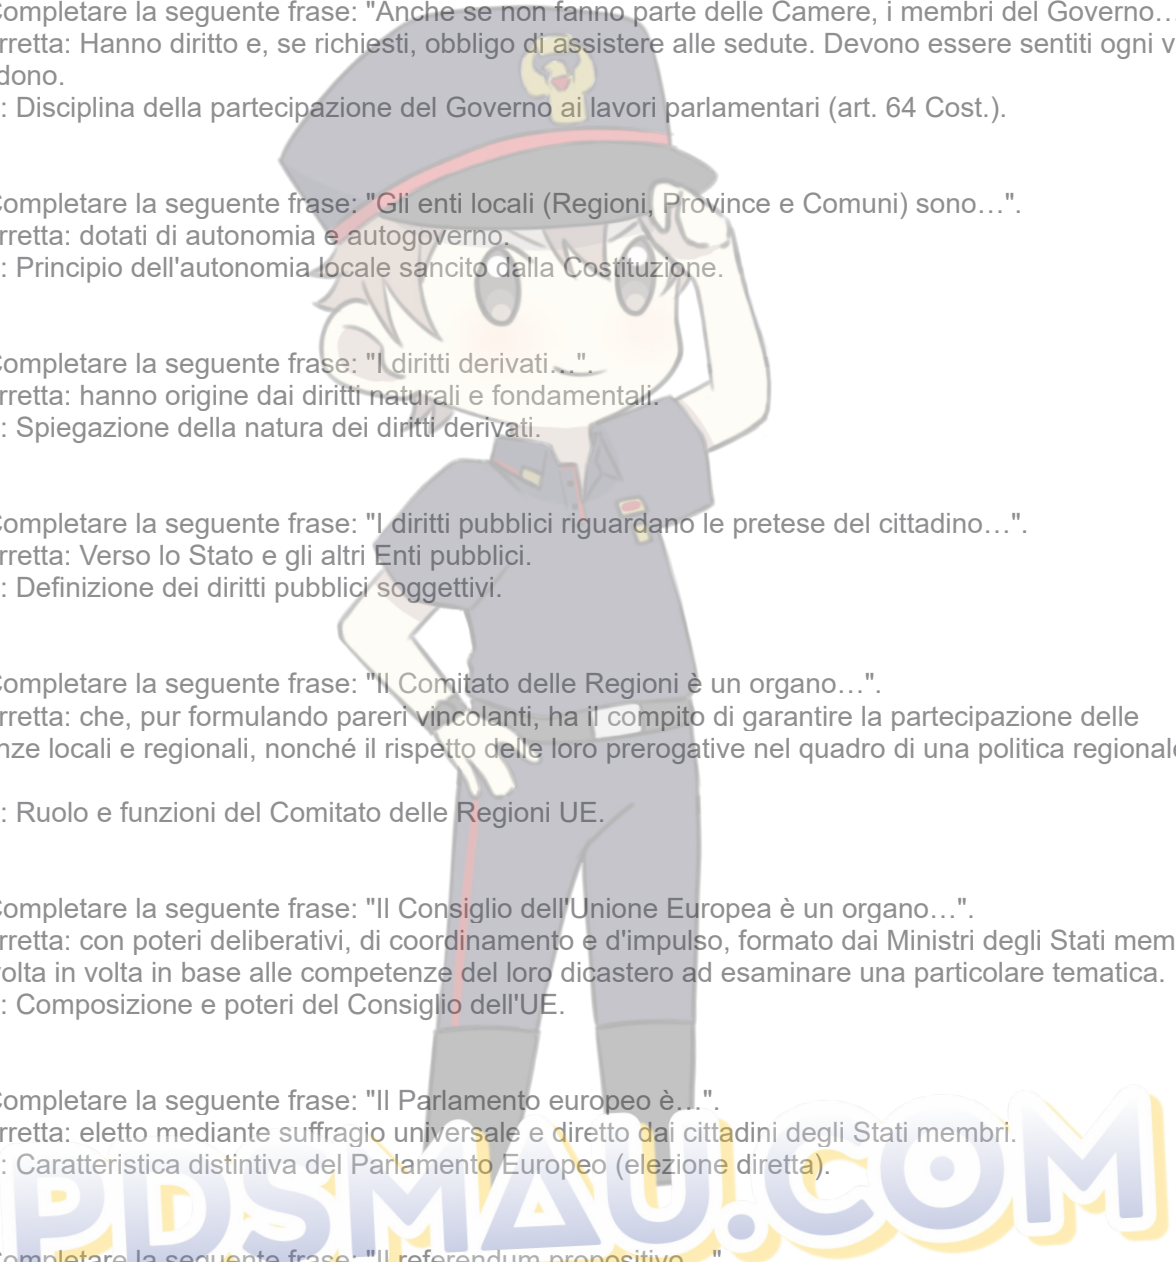 ompletare la seguente frase: "Anche se non fanno parte delle Camere, i membri del Governo…
rretta: Hanno diritto e, se richiesti, obbligo di assistere alle sedute. Devono essere sentiti ogni v
dono.
: Disciplina della partecipazione del Governo ai lavori parlamentari (art. 64 Cost.).
ompletare la seguente frase: "Gli enti locali (Regioni, Province e Comuni) sono…".
rretta: dotati di autonomia e autogoverno.
: Principio dell'autonomia locale sancito dalla Costituzione.
ompletare la seguente frase: "I diritti derivati…".
rretta: hanno origine dai diritti naturali e fondamentali.
: Spiegazione della natura dei diritti derivati.
ompletare la seguente frase: "I diritti pubblici riguardano le pretese del cittadino…".
rretta: Verso lo Stato e gli altri Enti pubblici.
: Definizione dei diritti pubblici soggettivi.
ompletare la seguente frase: "Il Comitato delle Regioni è un organo…".
rretta: che, pur formulando pareri vincolanti, ha il compito di garantire la partecipazione delle
nze locali e regionali, nonché il rispetto delle loro prerogative nel quadro di una politica regionale
: Ruolo e funzioni del Comitato delle Regioni UE.
ompletare la seguente frase: "Il Consiglio dell'Unione Europea è un organo…".
rretta: con poteri deliberativi, di coordinamento e d'impulso, formato dai Ministri degli Stati mem
volta in volta in base alle competenze del loro dicastero ad esaminare una particolare tematica.
: Composizione e poteri del Consiglio dell'UE.
ompletare la seguente frase: "Il Parlamento europeo è…".
rretta: eletto mediante suffragio universale e diretto dai cittadini degli Stati membri.
: Caratteristica distintiva del Parlamento Europeo (elezione diretta).
PDSMAU.COM
ompletare la seguente frase: "Il referendum propositivo…"